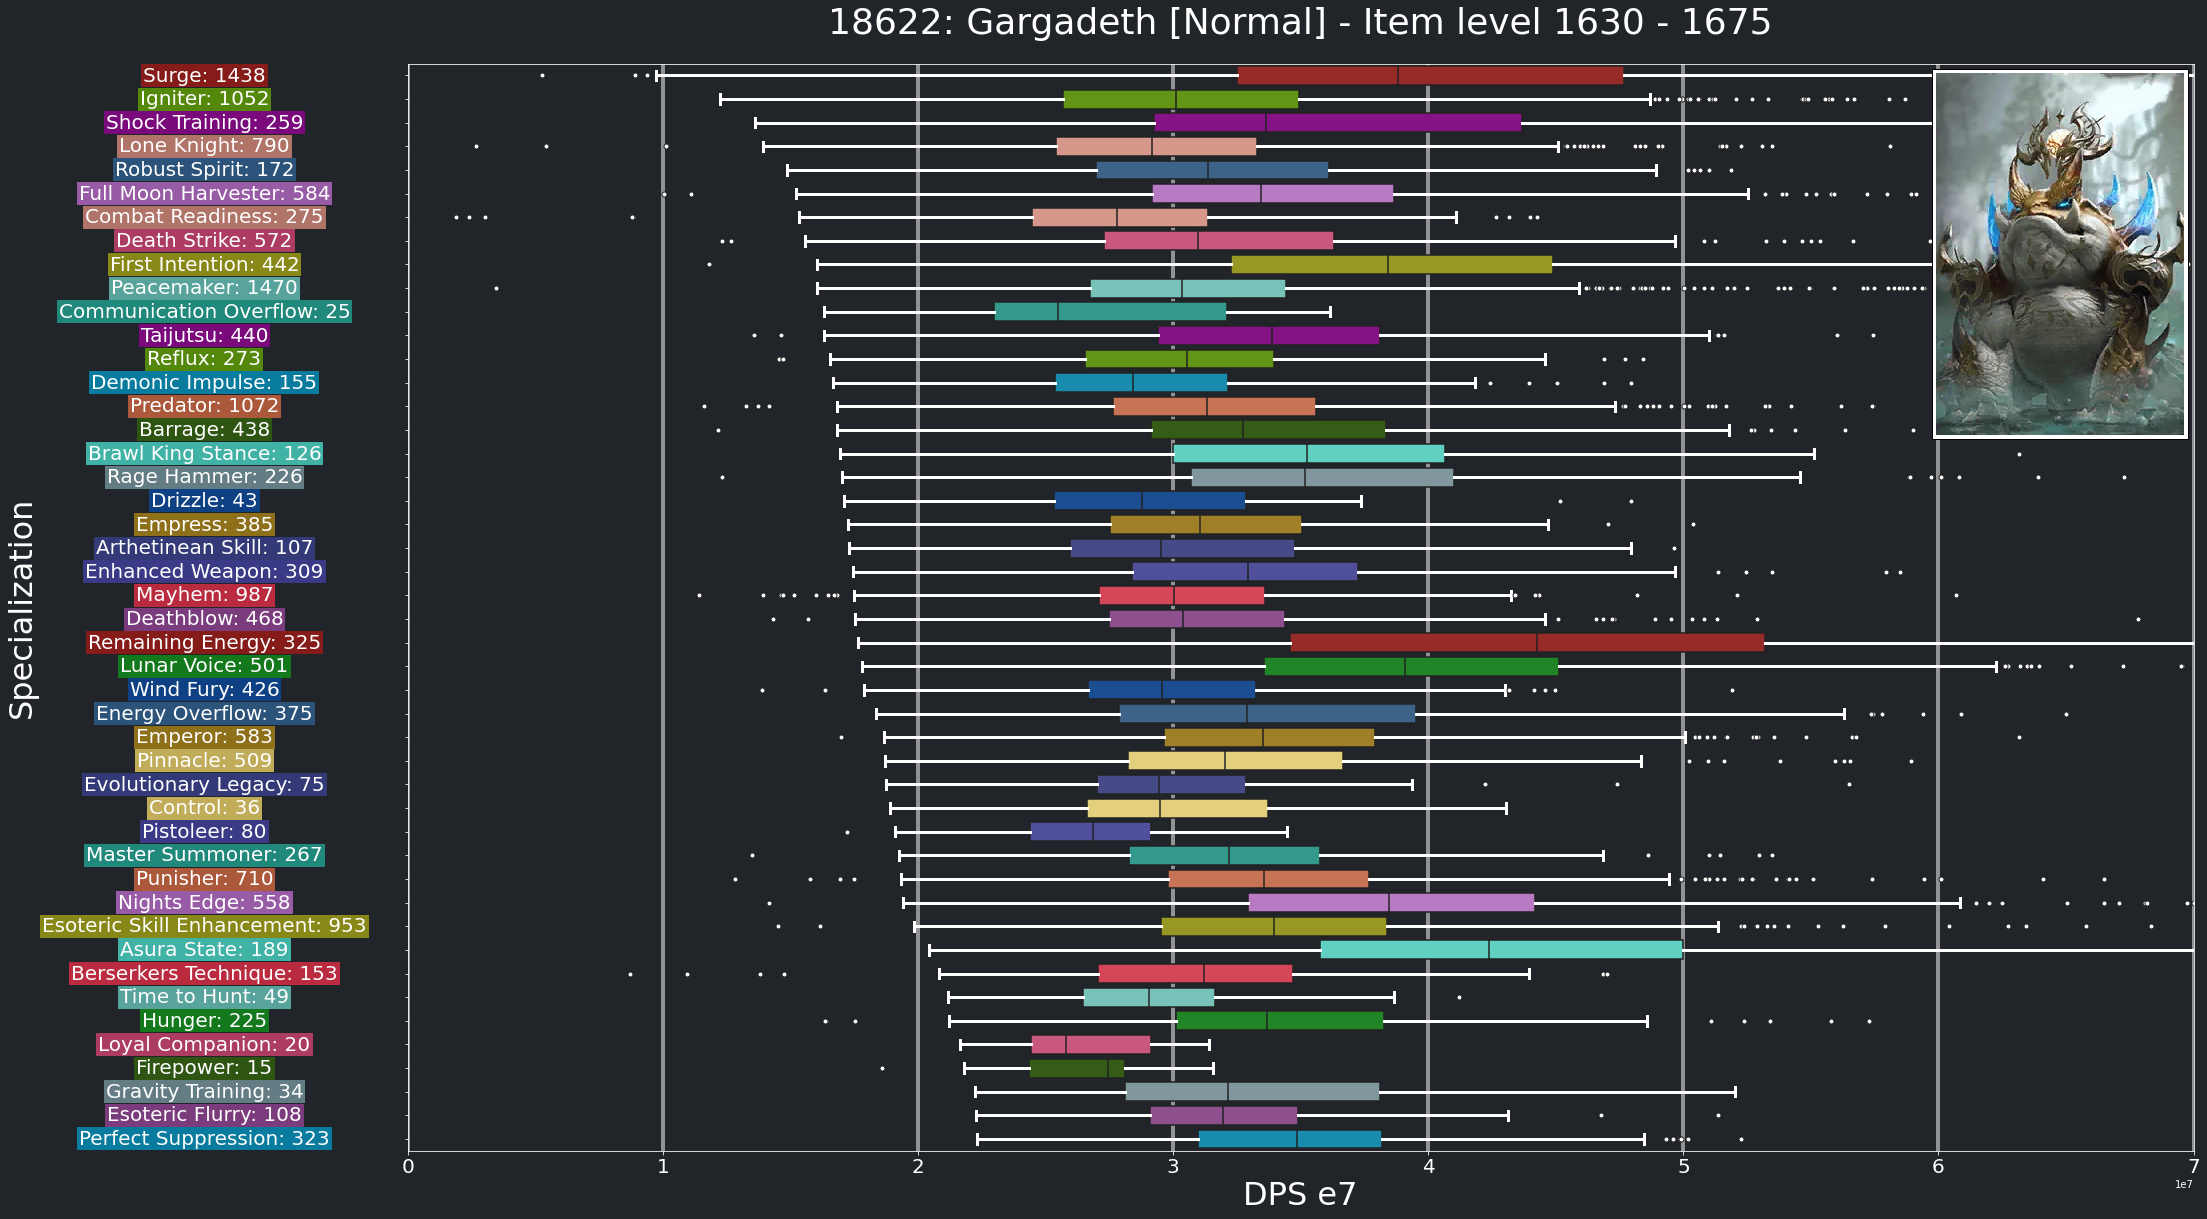 18622: Gargadeth [Normal] - Item level 1630 - 1675
Surge: 1438
Igniter: 1052
Shock Training: 259
Lone Knight: 790
Robust Spirit: 172
Full Moon Harvester: 584
Combat Readiness: 275
Death Strike: 572
First Intention: 442
Peacemaker: 1470
Communication Overflow: 25
Taijutsu: 440
Reflux: 273
Demonic Impulse: 155
Predator: 1072
Barrage: 438
Brawl King Stance: 126
Rage Hammer: 226
Drizzle: 43
Empress: 385
Arthetinean Skill: 107
Enhanced Weapon: 309
Mayhem: 987
Deathblow: 468
Remaining Energy: 325
Lunar Voice: 501
Wind Fury: 426
Energy Overflow: 375
Emperor: 583
Pinnacle: 509
Evolutionary Legacy: 75
Control: 36
Pistoleer: 80
Master Summoner: 267
Punisher: 710
Nights Edge: 558
Esoteric Skill Enhancement: 953
Asura State: 189
Berserkers Technique: 153
Time to Hunt: 49
Hunger: 225
Loyal Companion: 20
Firepower: 15
Gravity Training: 34
Esoteric Flurry: 108
Perfect Suppression: 323
Specialization
0 1 2 3 4 5 6 7
1e7
DPS e7